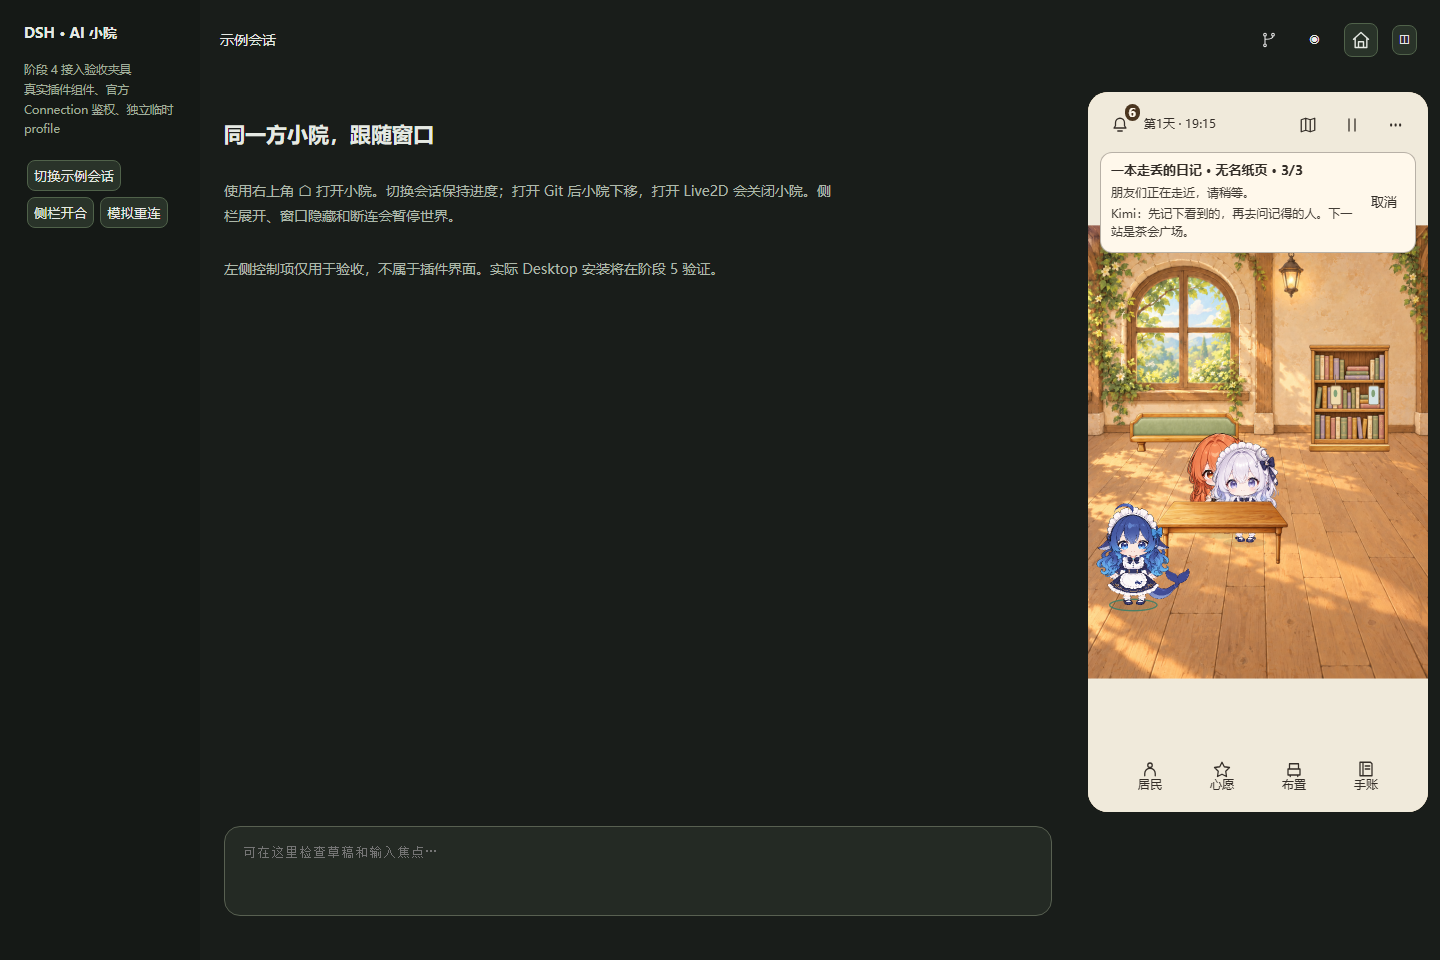 DSH • AI 小院
阶段 4 接入验收夹具
真实插件组件、官方
Connection 鉴权、独立临时
profile
切换示例会话
侧栏开合
模拟重连
示例会话
同一方小院，跟随窗口
使用右上角 ⌂ 打开小院。切换会话保持进度；打开 Git 后小院下移，打开 Live2D 会关闭小院。侧
栏展开、窗口隐藏和断连会暂停世界。
左侧控制项仅用于验收，不属于插件界面。实际 Desktop 安装将在阶段 5 验证。
可在这里检查草稿和输入焦点…
6
第1天 · 19:15
一本走丢的日记 • 无名纸页 • 3/3
朋友们正在走近，请稍等。
Kimi：先记下看到的，再去问记得的人。下一
站是茶会广场。
取消
居民
心愿
布置
手账